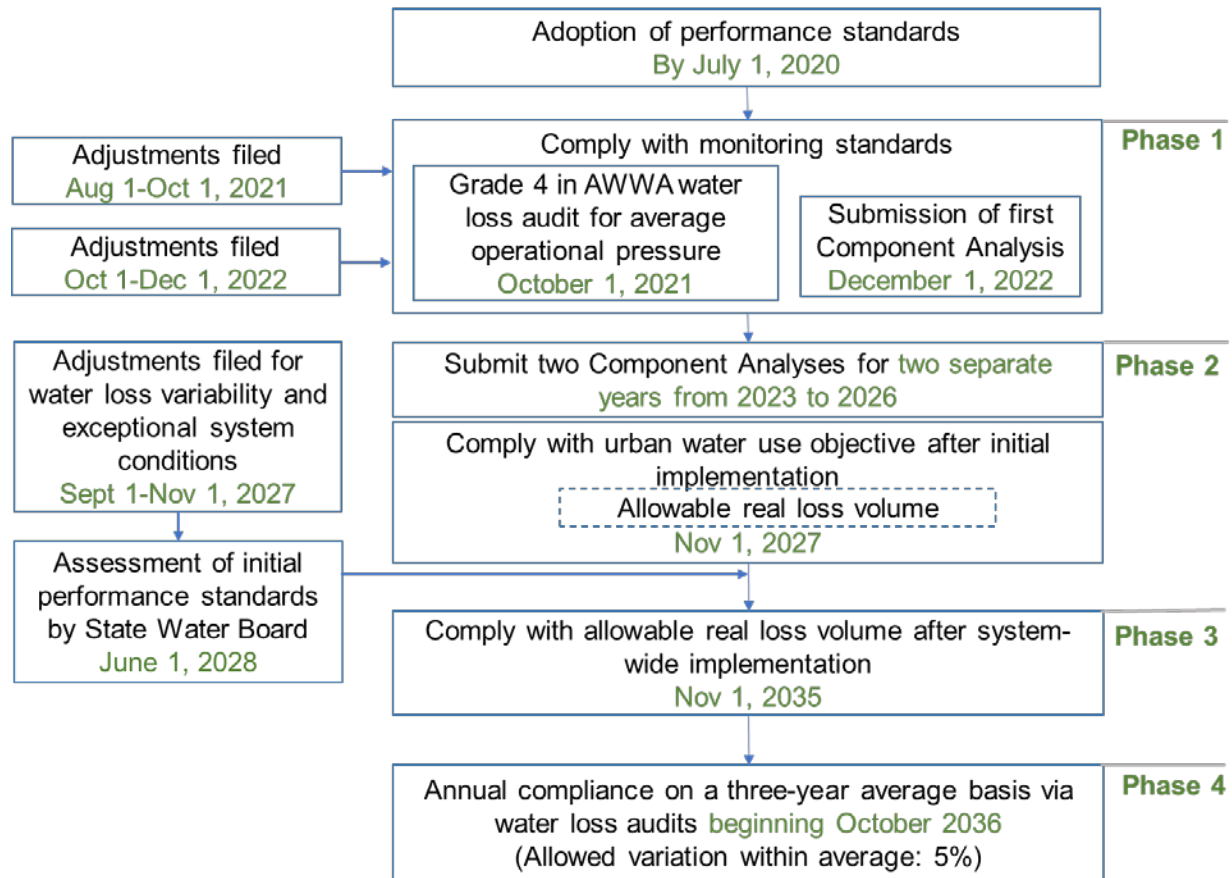 Adoption of performance standards
By July 1, 2020
Phase 1
Comply with monitoring standards
Adjustments filed
Aug 1-Oct 1, 2021
Grade 4 in AWWA water
loss audit for average
operational pressure
October 1, 2021
Submission of first
Component Analysis
December 1, 2022
Adjustments filed
Oct 1-Dec 1, 2022
Phase 2
Submit two Component Analyses for two separate
years from 2023 to 2026
Adjustments filed for
water loss variability and
exceptional system
conditions
Sept 1-Nov 1, 2027
Comply with urban water use objective after initial
implementation
Allowable real loss volume
Nov 1, 2027
Assessment of initial
performance standards
by State Water Board
June 1, 2028
Phase 3
Comply with allowable real loss volume after system-
wide implementation
Nov 1, 2035
Phase 4
Annual compliance on a three-year average basis via
water loss audits beginning October 2036
(Allowed variation within average: 5%)